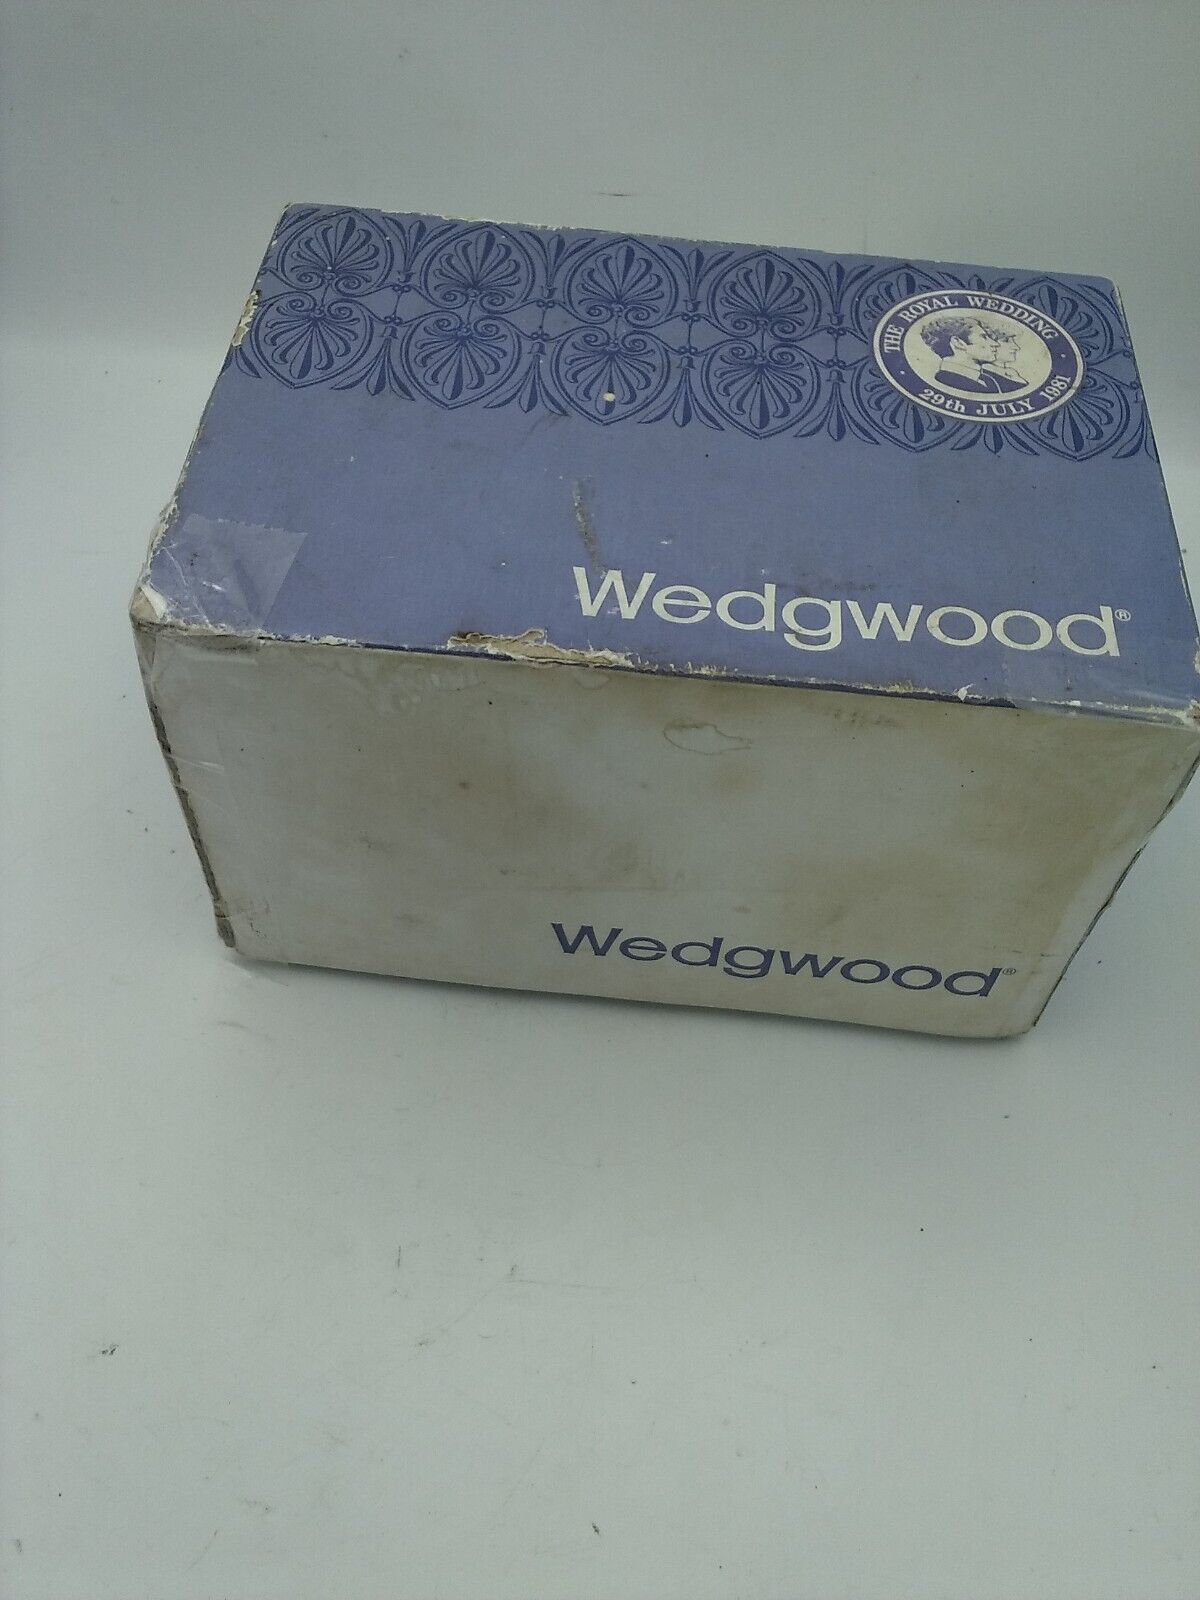 THE ROYAL WEDDING
· 29th JULY 1981 ·
Wedgwood®
Wedgwood®